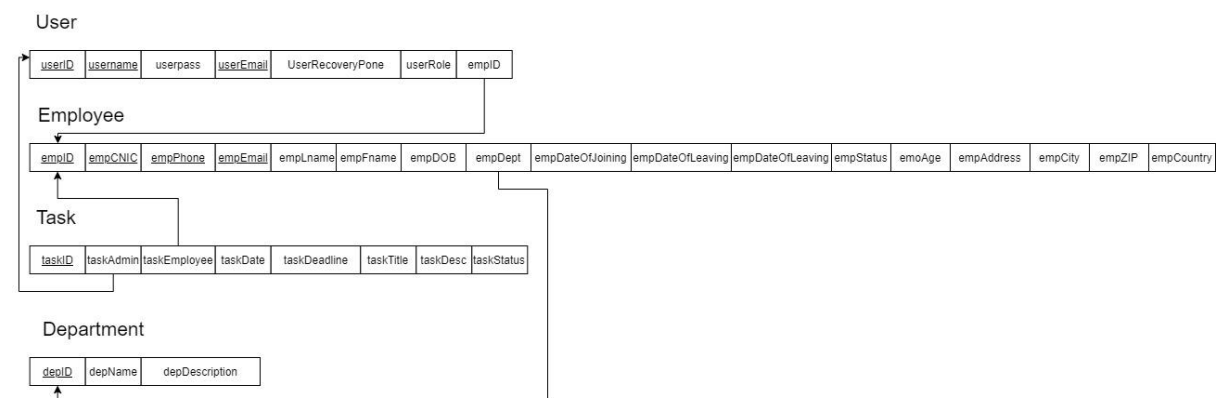 User
userID username userpass userEmail UserRecoveryPone userRole empID
Employee
empID empCNIC empPhone empEmail empLname empFname empDOB empDept empDateOfJoining empDateOfLeaving empDateOfLeaving empStatus emoAge empAddress empCity empZIP empCountry
Task
taskID taskAdmin taskEmployee taskDate taskDeadline taskTitle taskDesc taskStatus
Department
depID depName depDescription